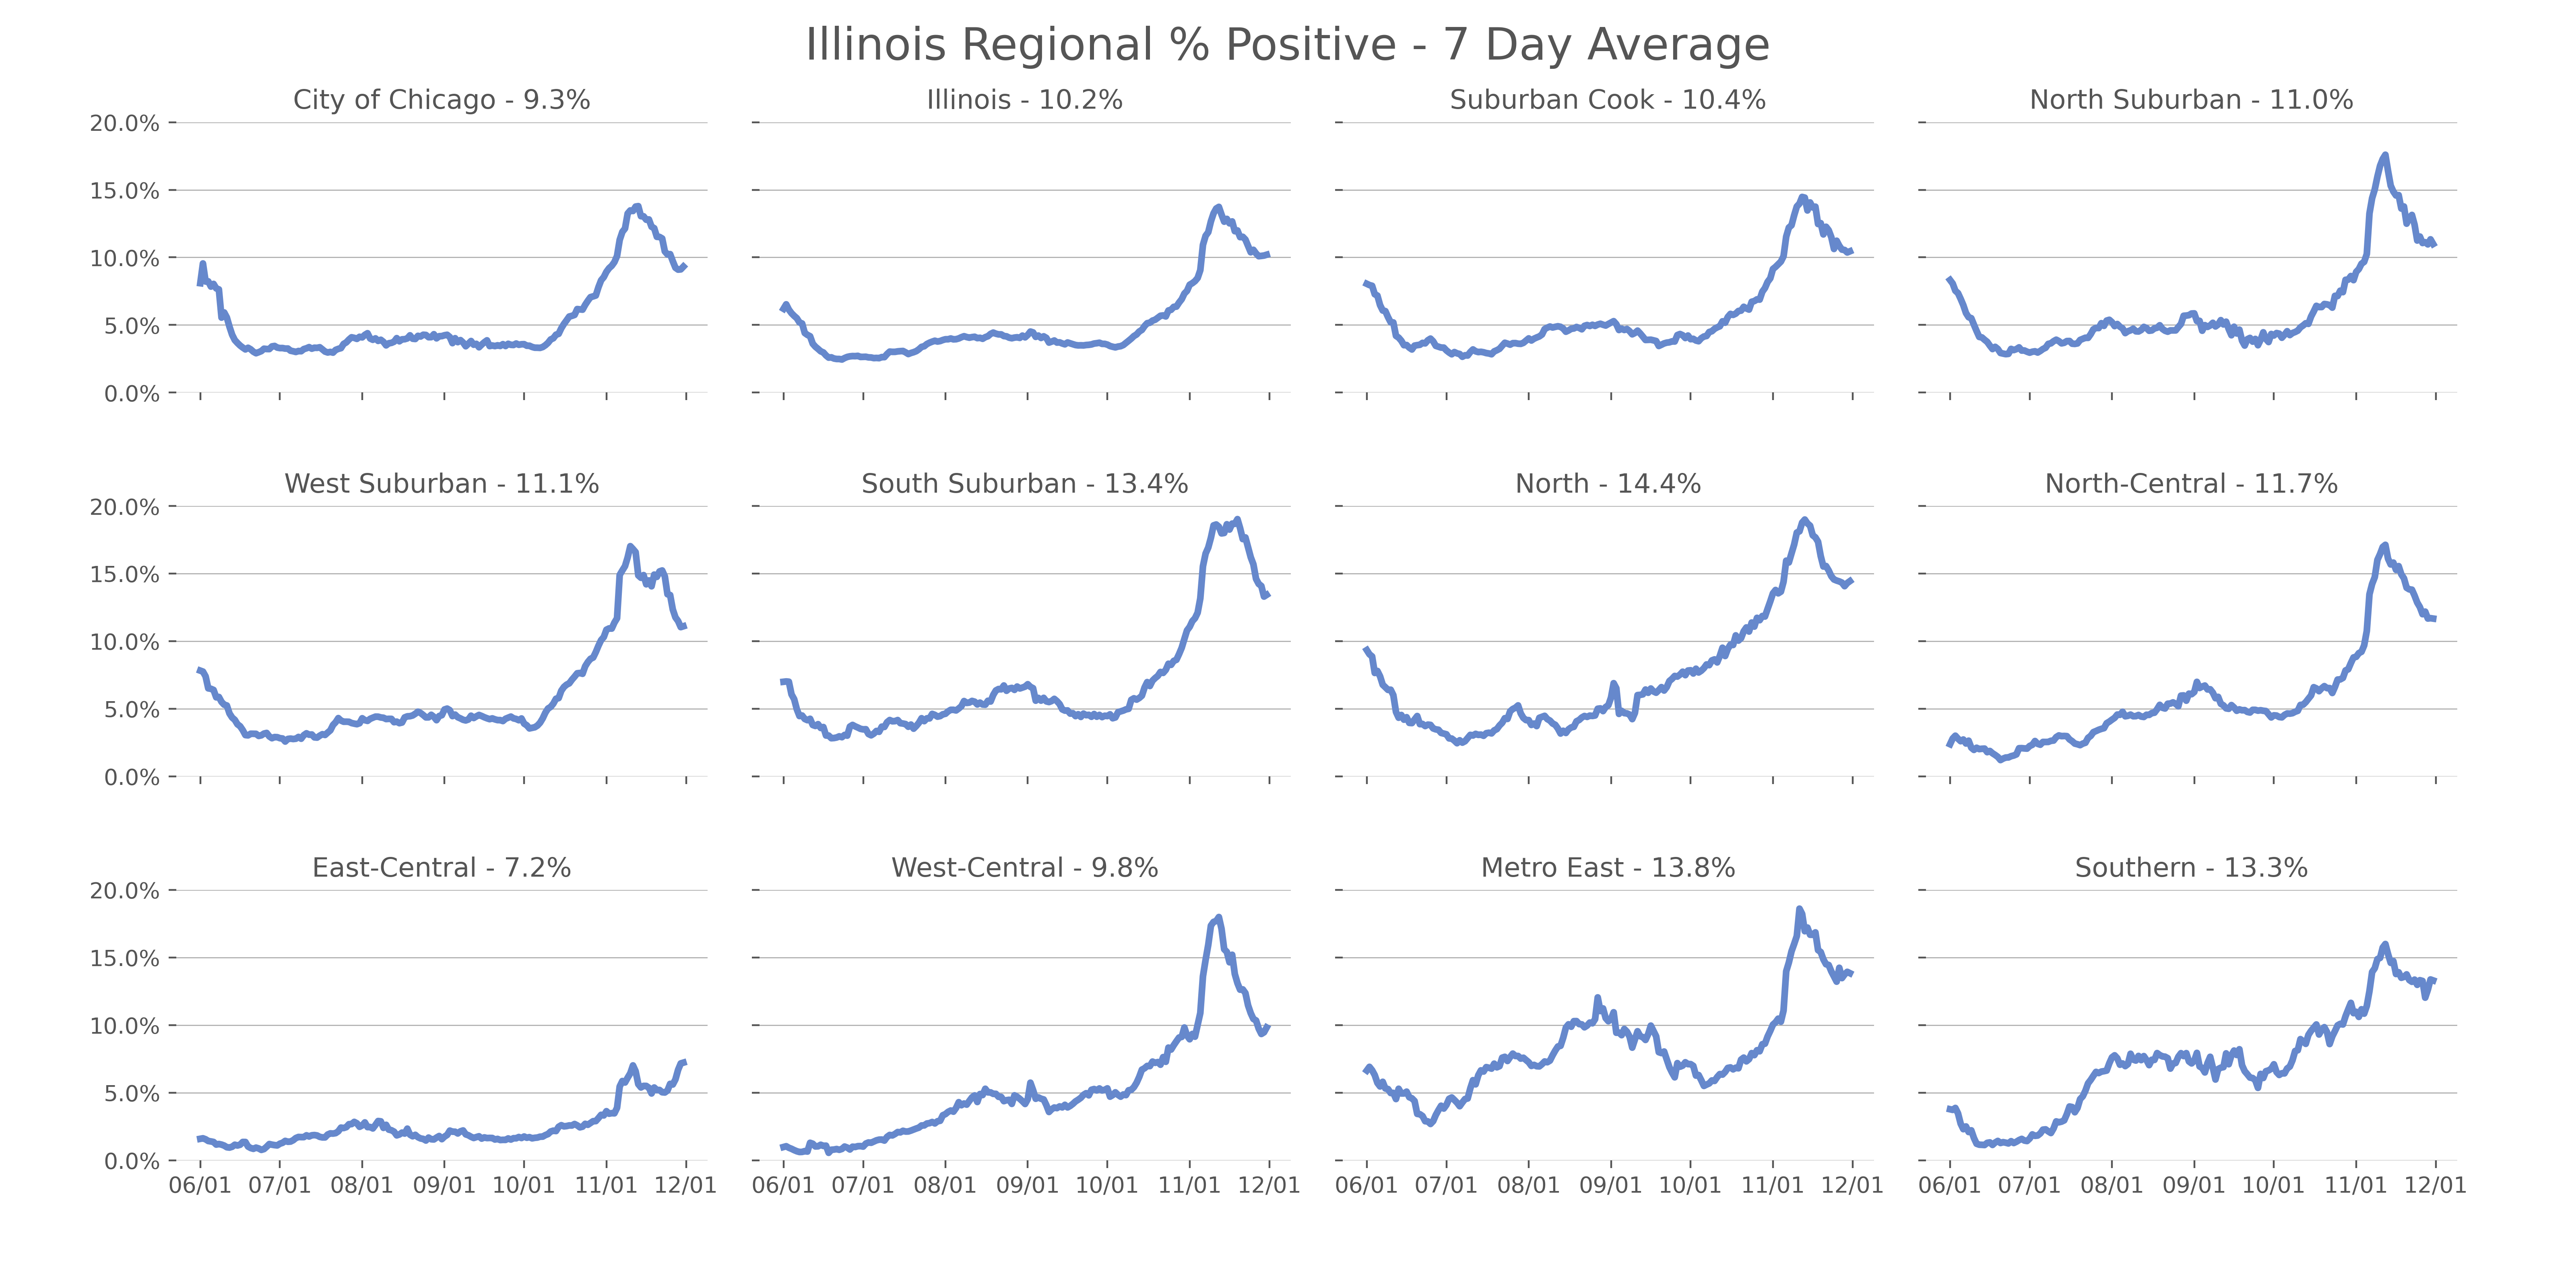 Illinois Regional % Positive - 7 Day Average
City of Chicago - 9.3%
Illinois - 10.2%
Suburban Cook - 10.4%
North Suburban - 11.0%
20.0%
15.0%
10.0%
5.0%
0.0%
West Suburban - 11.1%
South Suburban - 13.4%
North - 14.4%
North-Central - 11.7%
20.0%
15.0%
10.0%
5.0%
0.0%
East-Central - 7.2%
West-Central - 9.8%
Metro East - 13.8%
Southern - 13.3%
20.0%
15.0%
10.0%
5.0%
0.0%
06/01 07/01 08/01 09/01 10/01 11/01 12/01
06/01 07/01 08/01 09/01 10/01 11/01 12/01
06/01 07/01 08/01 09/01 10/01 11/01 12/01
06/01 07/01 08/01 09/01 10/01 11/01 12/01